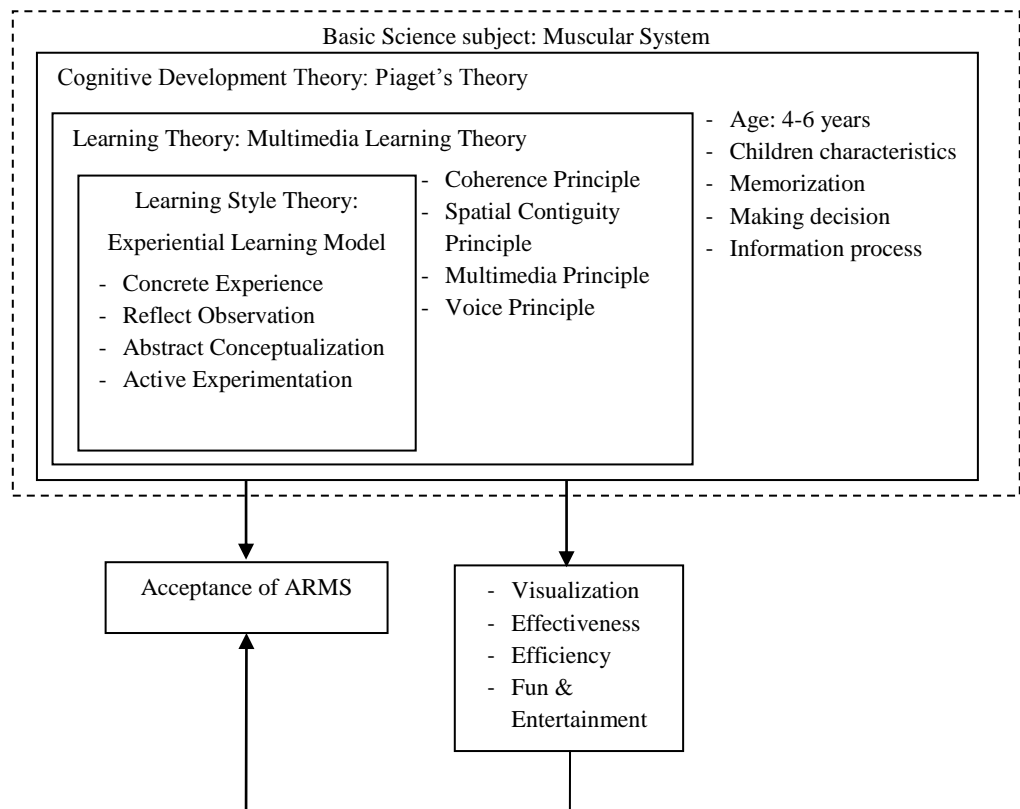 Basic Science subject: Muscular System
Cognitive Development Theory: Piaget’s Theory
Learning Theory: Multimedia Learning Theory
Learning Style Theory:
Experiential Learning Model
- Concrete Experience
- Reflect Observation
- Abstract Conceptualization
- Active Experimentation
- Coherence Principle
- Spatial Contiguity
Principle
- Multimedia Principle
- Voice Principle
- Age: 4-6 years
- Children characteristics
- Memorization
- Making decision
- Information process
Acceptance of ARMS
- Visualization
- Effectiveness
- Efficiency
- Fun &
Entertainment